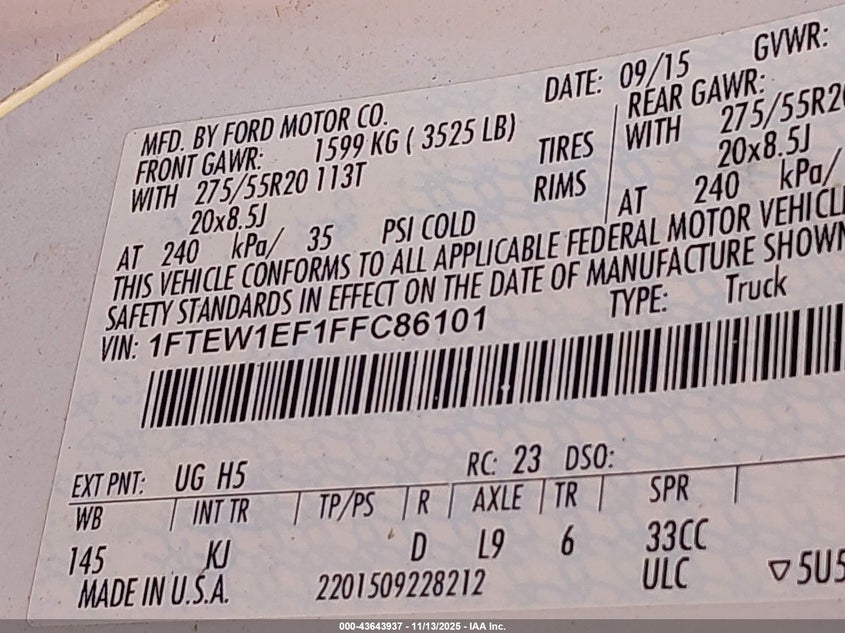 MFD. BY FORD MOTOR CO. DATE: 09/15 GVWR:
FRONT GAWR: 1599 KG ( 3525 LB) REAR GAWR:
WITH 275/55R20 113T TIRES WITH 275/55R20
20x8.5J RIMS 20x8.5J
AT 240 kPa/ 35 PSI COLD AT 240 kPa/
THIS VEHICLE CONFORMS TO ALL APPLICABLE FEDERAL MOTOR VEHICLE
SAFETY STANDARDS IN EFFECT ON THE DATE OF MANUFACTURE SHOWN
VIN: 1FTEW1EF1FFC86101 TYPE: Truck
EXT PNT: UG H5 RC: 23 DSO:
WB INT TR TP/PS R AXLE TR SPR
145 KJ D L9 6 33CC
MADE IN U.S.A. 2201509228212 ULC ▽5U5
000-43643937 - 11/13/2025 - IAA Inc.